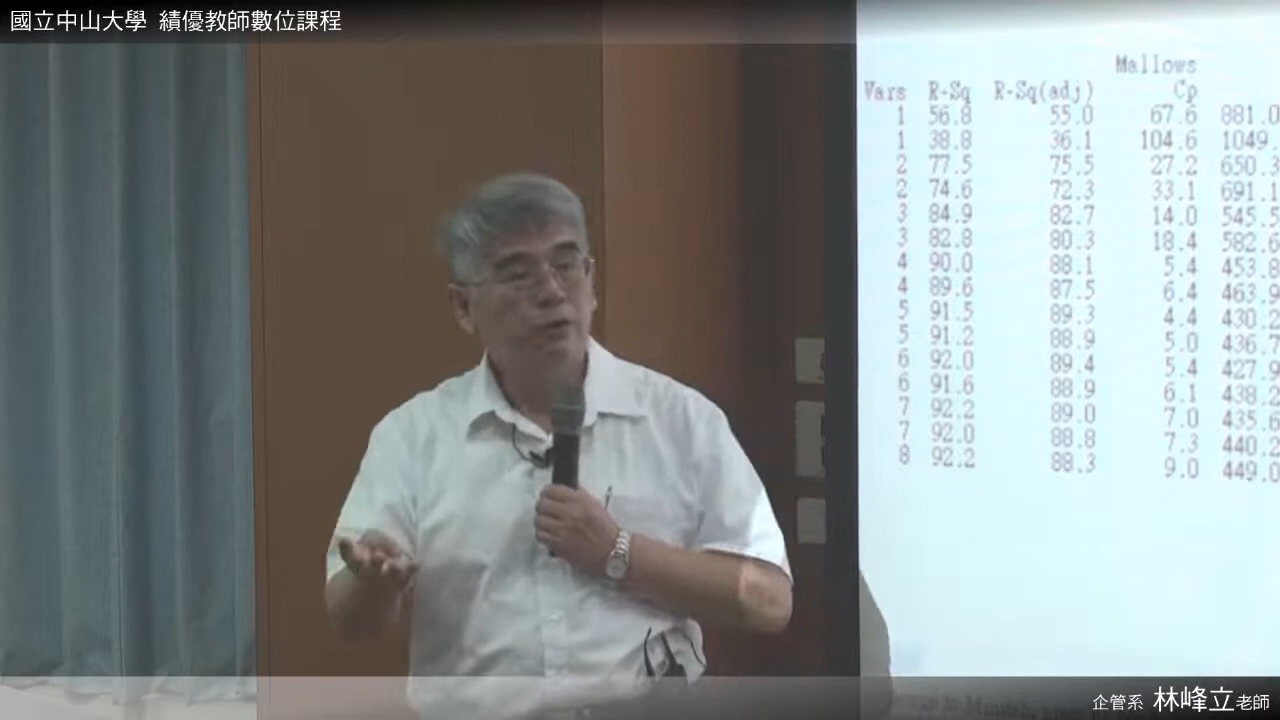 國立中山大學 績優教師數位課程
Mallows
Vars R-Sq R-Sq(adj) Cp
1 56.8 55.0 67.6 881.0
1 38.8 36.1 104.6 1049.
2 77.5 75.5 27.2 650.3
2 74.6 72.3 33.1 691.1
3 84.9 82.7 14.0 545.5
3 82.8 80.3 18.4 582.6
4 90.0 88.1 5.4 453.8
4 89.6 87.5 6.4 463.9
5 91.5 89.3 4.4 430.2
5 91.2 88.9 5.0 436.7
6 92.0 89.4 5.4 427.9
6 91.6 88.9 6.1 438.2
7 92.2 89.0 7.0 435.6
7 92.0 88.8 7.3 440.2
8 92.2 88.3 9.0 449.0
企管系 林峰立老師